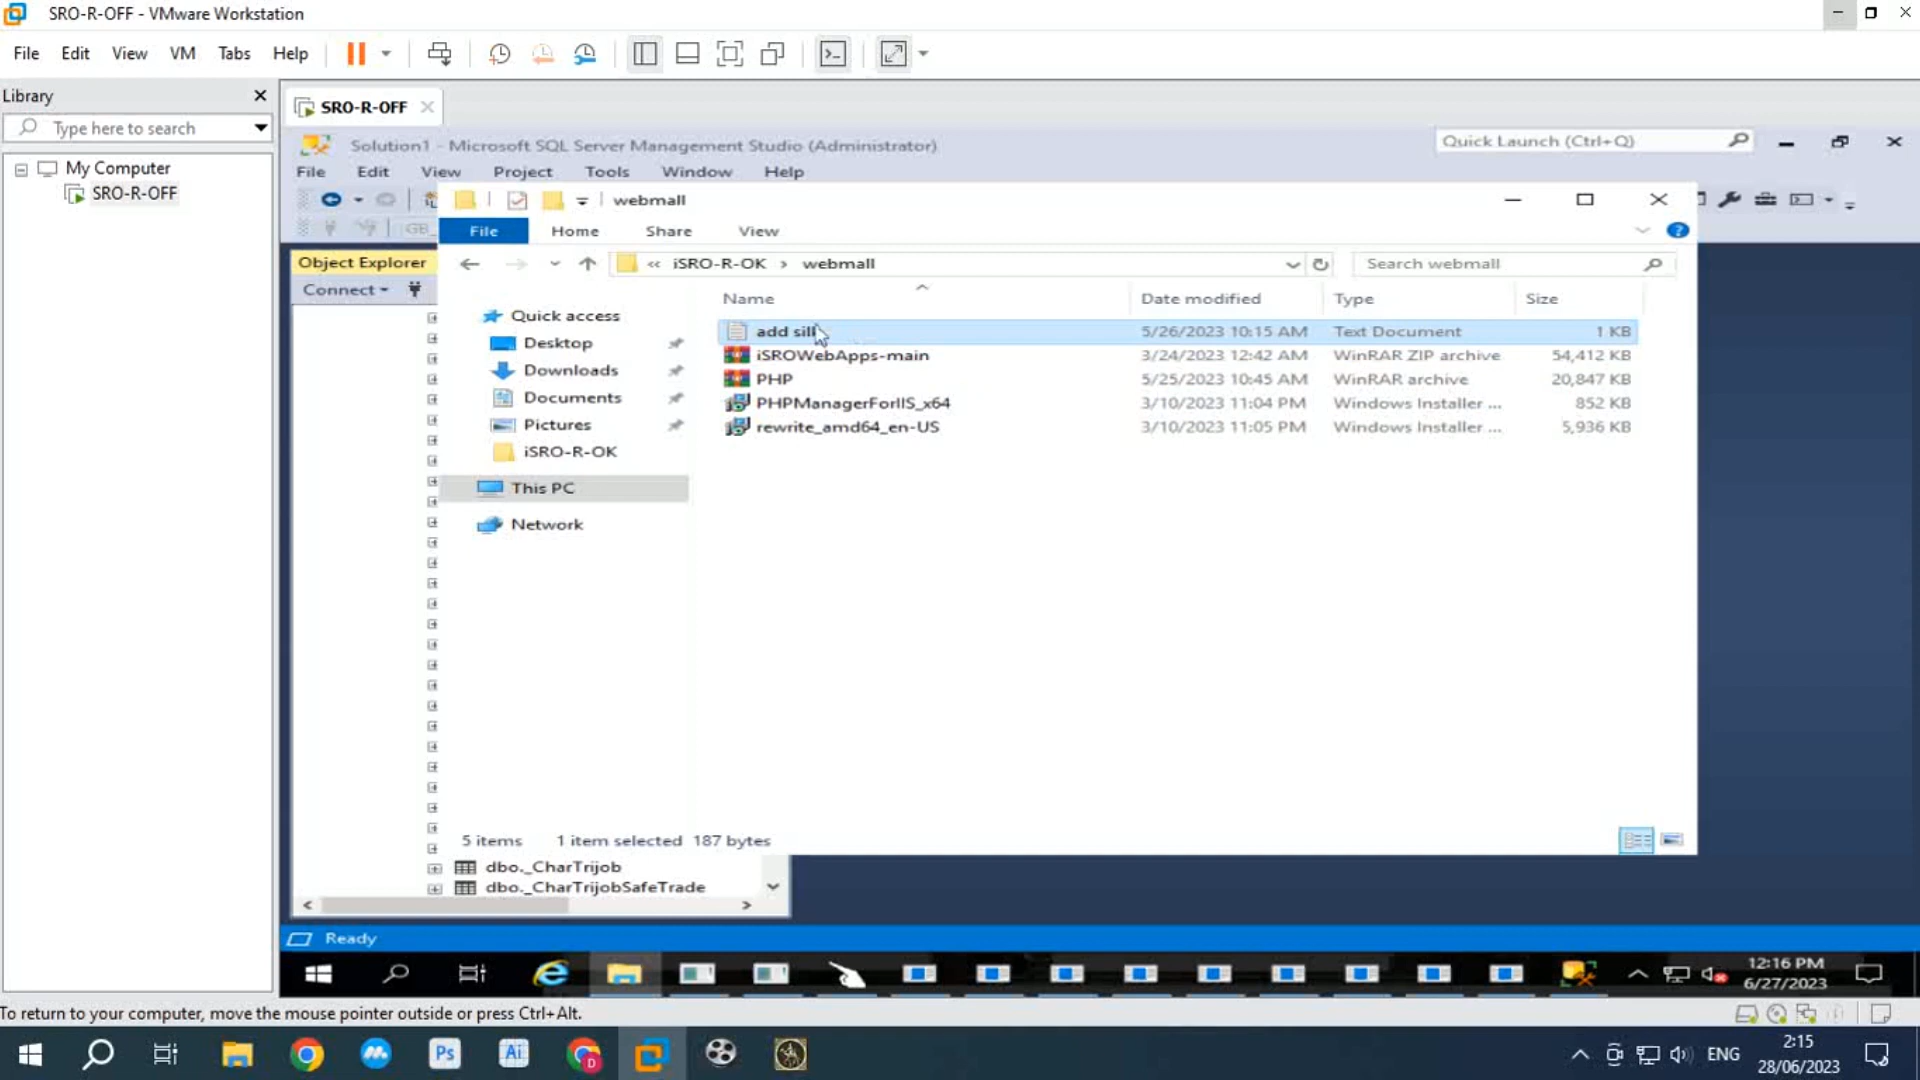 SRO-R-OFF - VMware Workstation
File Edit View VM Tabs Help
Library
Type here to search
My Computer
SRO-R-OFF
SRO-R-OFF
Solution1 - Microsoft SQL Server Management Studio (Administrator)
Quick Launch (Ctrl+Q)
File Edit View Project Tools Window Help
webmall
File Home Share View
Object Explorer
Connect
iSRO-R-OK webmall
Search webmall
Name Date modified Type Size
Quick access
Desktop
Downloads
Documents
Pictures
iSRO-R-OK
This PC
Network
add silk 5/26/2023 10:15 AM Text Document 1 KB
iSROWebApps-main 3/24/2023 12:42 AM WinRAR ZIP archive 54,412 KB
PHP 5/25/2023 10:45 AM WinRAR archive 20,847 KB
PHPManagerForIIS_x64 3/10/2023 11:04 PM Windows Installer ... 852 KB
rewrite_amd64_en-US 3/10/2023 11:05 PM Windows Installer ... 5,936 KB
5 items 1 item selected 187 bytes
dbo._CharTrijob
dbo._CharTrijobSafeTrade
Ready
12:16 PM
6/27/2023
To return to your computer, move the mouse pointer outside or press Ctrl+Alt.
Ps
Ai
D
ENG
2:15
28/06/2023